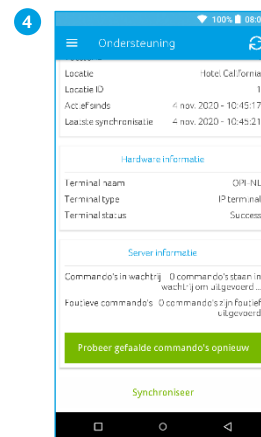 4
100% 08:0
Ondersteuning
Locatie Hotel California
Locatie ID 1
Actief sinds 4 nov. 2020 - 10:45:17
Laatste synchronisatie 4 nov. 2020 - 10:45:21
Hardware informatie
Terminal naam OPI-NL
Terminal type IP terminal
Terminal status Success
Server informatie
Commando's in wachtrij 0 commando's staan in
wachtrij om uitgevoerd ...
Foutieve commando's 0 commando's zijn foutief
uitgevoerd
Probeer gefaalde commando's opnieuw
Synchroniseer